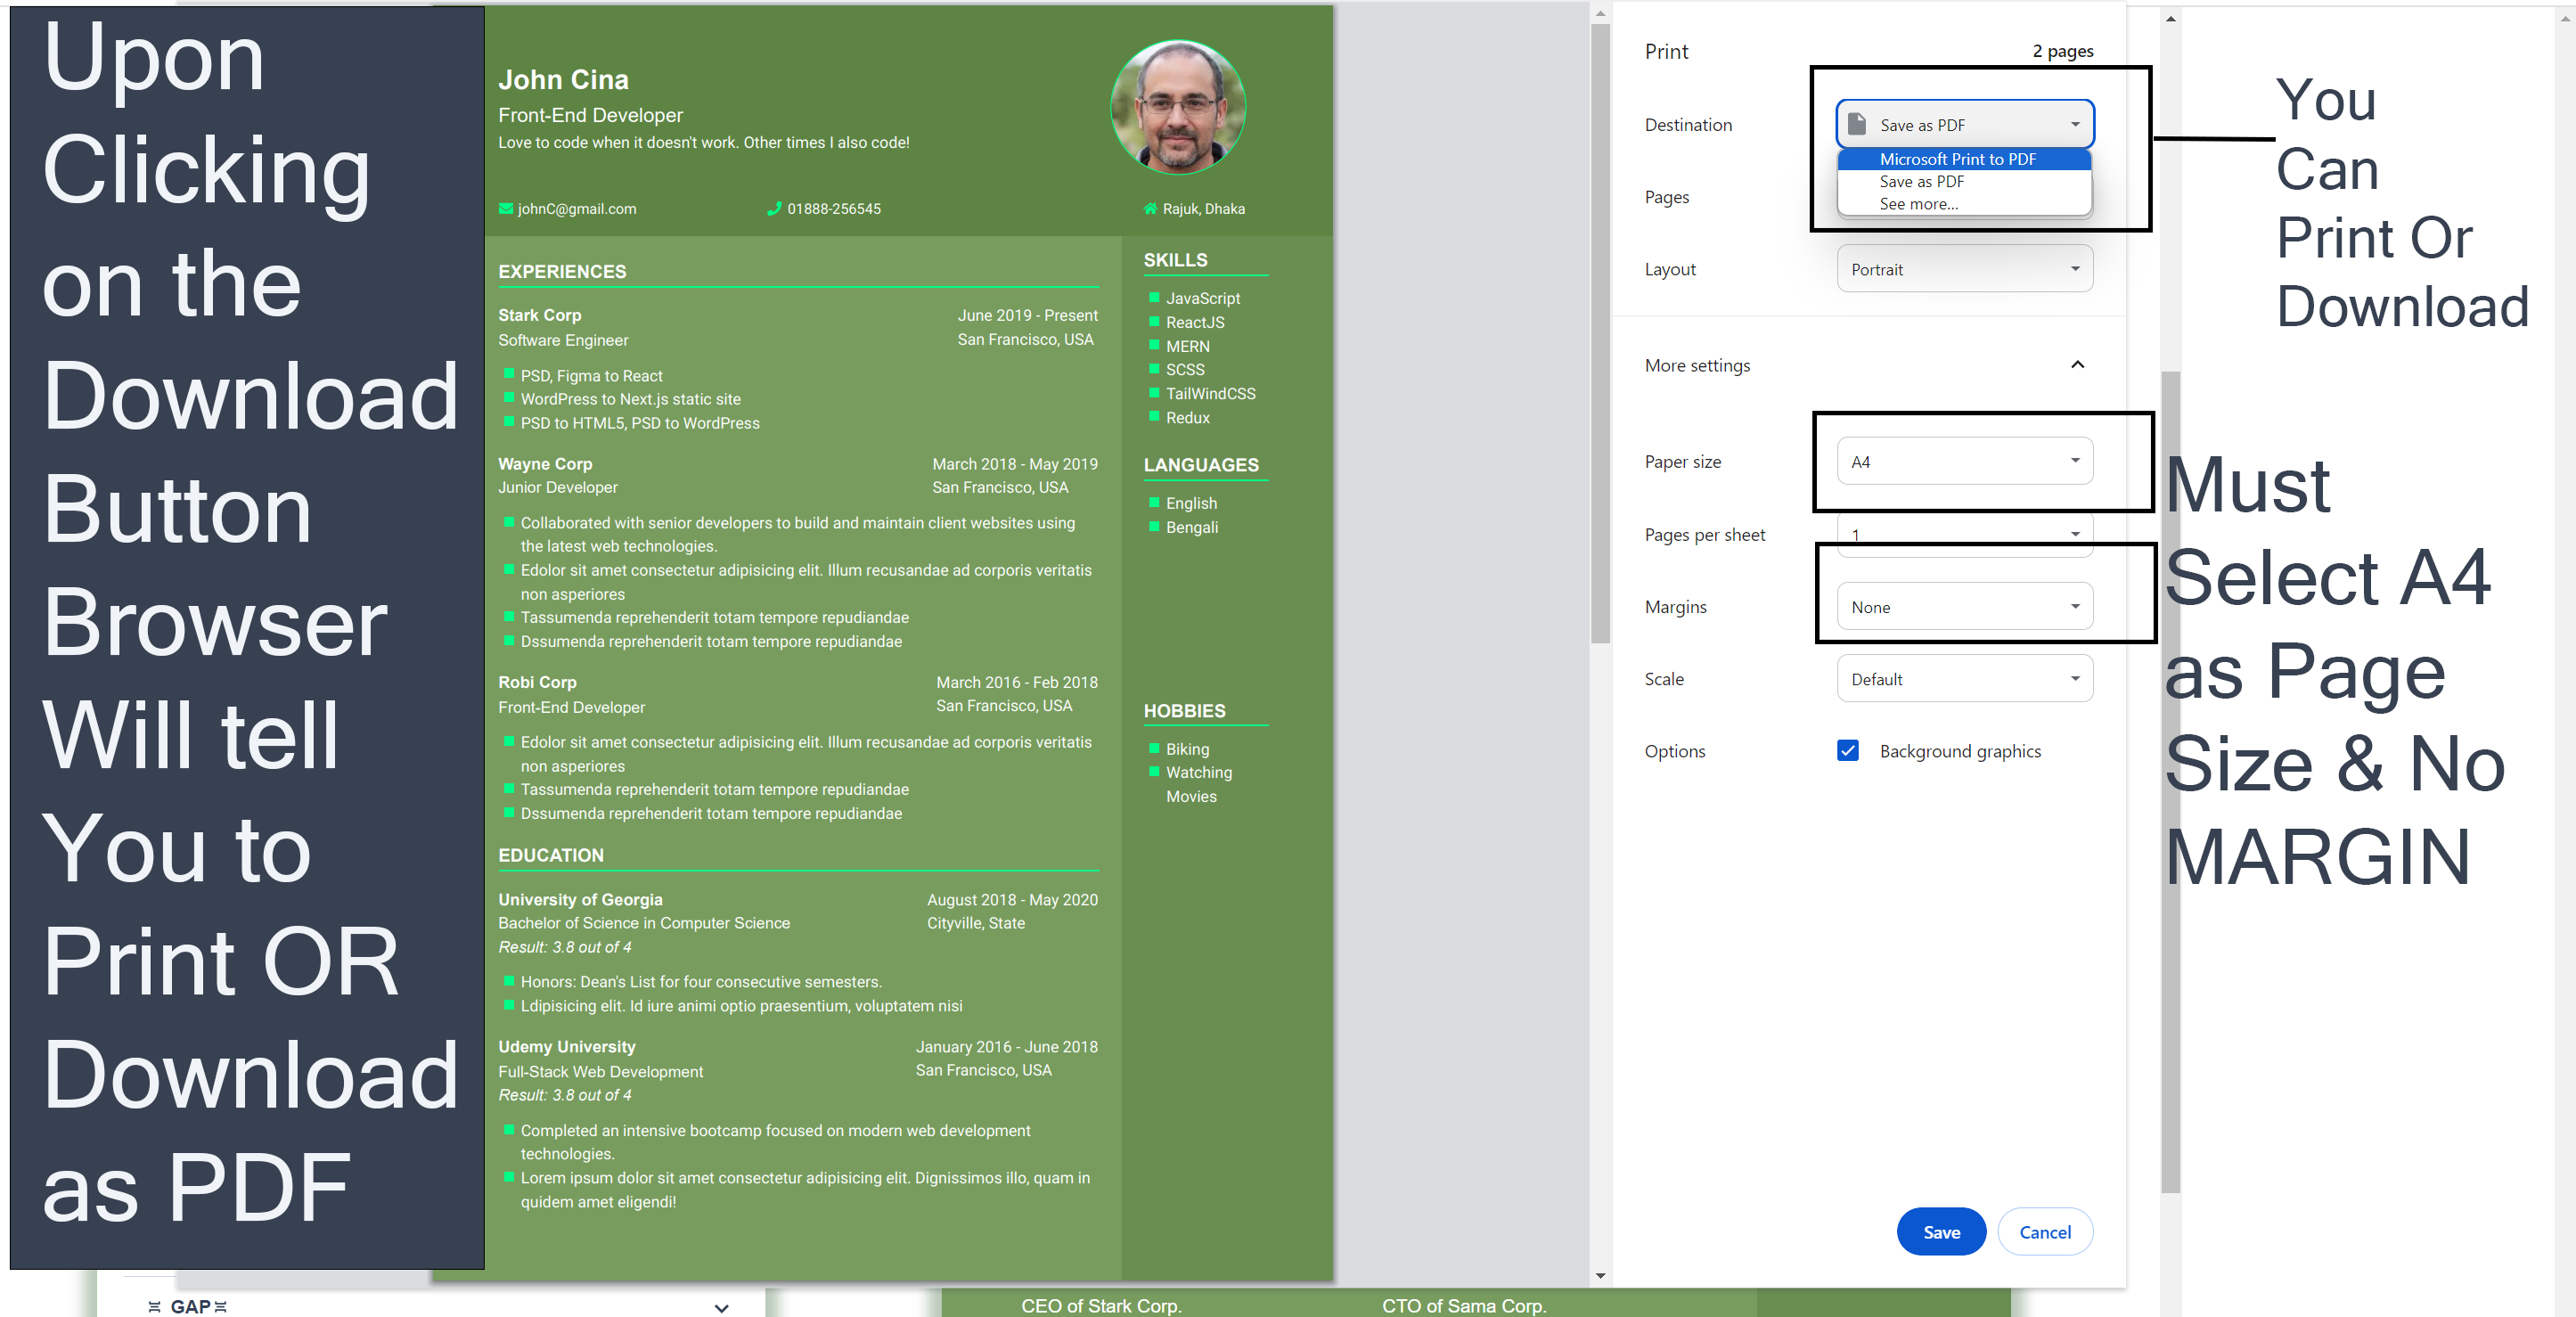 Upon
Clicking
on the
Download
Button
Browser
Will tell
You to
Print OR
Download
as PDF
John Cina
Front-End Developer
Love to code when it doesn't work. Other times I also code!
johnC@gmail.com
01888-256545
Rajuk, Dhaka
EXPERIENCES
Stark Corp
June 2019 - Present
Software Engineer
San Francisco, USA
PSD, Figma to React
WordPress to Next.js static site
PSD to HTML5, PSD to WordPress
Wayne Corp
March 2018 - May 2019
Junior Developer
San Francisco, USA
Collaborated with senior developers to build and maintain client websites using
the latest web technologies.
Edolor sit amet consectetur adipisicing elit. Illum recusandae ad corporis veritatis
non asperiores
Tassumenda reprehenderit totam tempore repudiandae
Dssumenda reprehenderit totam tempore repudiandae
Robi Corp
March 2016 - Feb 2018
Front-End Developer
San Francisco, USA
Edolor sit amet consectetur adipisicing elit. Illum recusandae ad corporis veritatis
non asperiores
Tassumenda reprehenderit totam tempore repudiandae
Dssumenda reprehenderit totam tempore repudiandae
EDUCATION
University of Georgia
August 2018 - May 2020
Bachelor of Science in Computer Science
Cityville, State
Result: 3.8 out of 4
Honors: Dean's List for four consecutive semesters.
Ldipisicing elit. Id iure animi optio praesentium, voluptatem nisi
Udemy University
January 2016 - June 2018
Full-Stack Web Development
San Francisco, USA
Result: 3.8 out of 4
Completed an intensive bootcamp focused on modern web development
technologies.
Lorem ipsum dolor sit amet consectetur adipisicing elit. Dignissimos illo, quam in
quidem amet eligendi!
SKILLS
JavaScript
ReactJS
MERN
SCSS
TailWindCSS
Redux
LANGUAGES
English
Bengali
HOBBIES
Biking
Watching
Movies
Print
2 pages
Destination
Save as PDF
Microsoft Print to PDF
Save as PDF
See more...
Pages
Layout
Portrait
More settings
Paper size
A4
Pages per sheet
1
Margins
None
Scale
Default
Options
Background graphics
Save
Cancel
You
Can
Print Or
Download
Must
Select A4
as Page
Size & No
MARGIN
GAP
CEO of Stark Corp.
CTO of Sama Corp.